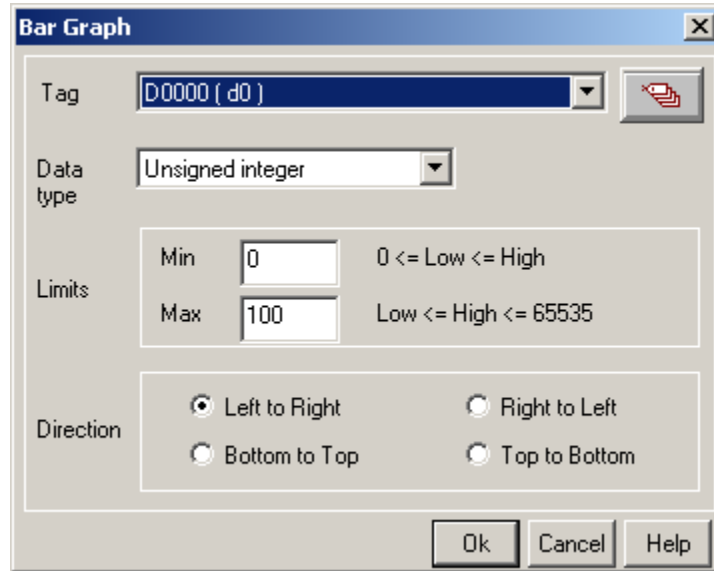 Bar Graph
Tag D0000 ( d0 )
Data type Unsigned integer
Limits
Min 0 0 <= Low <= High
Max 100 Low <= High <= 65535
Direction
Left to Right Right to Left
Bottom to Top Top to Bottom
Ok Cancel Help